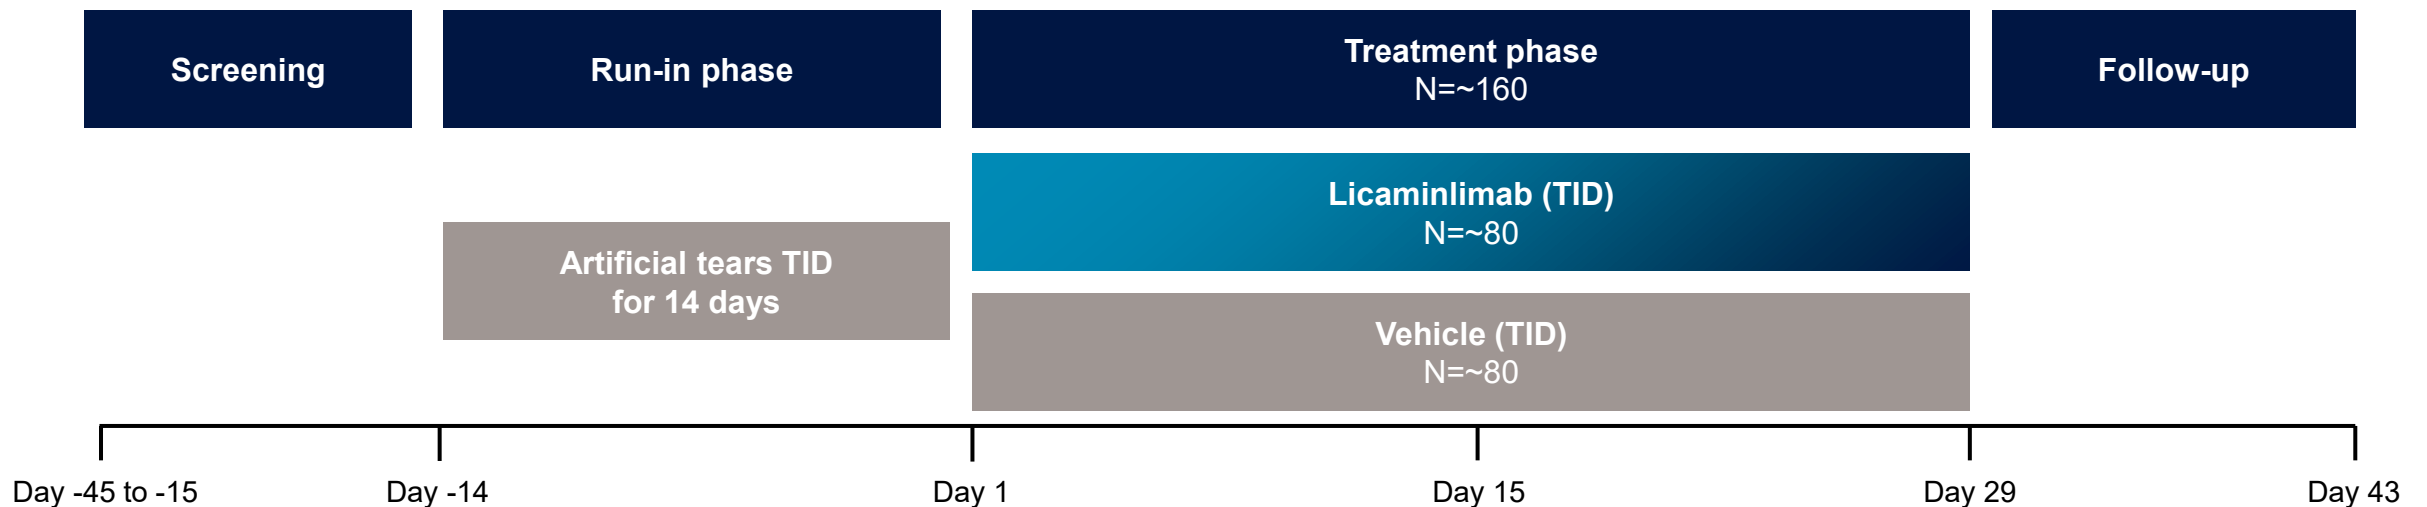 Screening
Run-in phase
Treatment phase
N=~160
Follow-up
Licaminlimab (TID)
N=~80
Artificial tears TID
for 14 days
Vehicle (TID)
N=~80
Day -45 to -15
Day -14
Day 1
Day 15
Day 29
Day 43